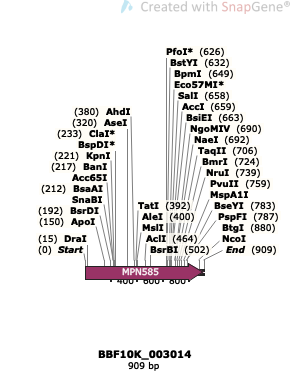 Created with SnapGene®
PfoI* (626)
BstYI (632)
BpmI (649)
Eco57MI*
SalI (658)
(380) AhdI
AccI (659)
(320) AseI
BsiEI (663)
(233) ClaI*
NgoMIV (690)
BspDI*
NaeI (692)
(221) KpnI
TaqII (706)
(217) BanI
BmrI (724)
Acc65I
NruI (739)
(212) BsaAI
PvuII (759)
SnaBI
MspA1I
(192) BsrDI
TatI (392)
BseYI (783)
(150) ApoI
AleI (400)
PspFI (787)
MslI
BtgI (880)
(15) DraI
AclI (464)
NcoI
(0) Start
BsrBI (502)
End (909)
MPN585
400 600 800
BBF10K_003014
909 bp